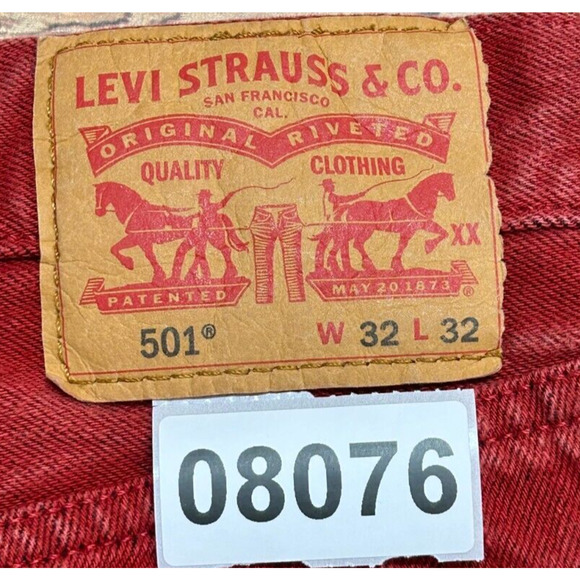 LEVI STRAUSS & CO.
SAN FRANCISCO
CAL.
ORIGINAL RIVETED
QUALITY CLOTHING
XX
PATENTED MAY 20 1873 ®
501® W 32 L 32
08076